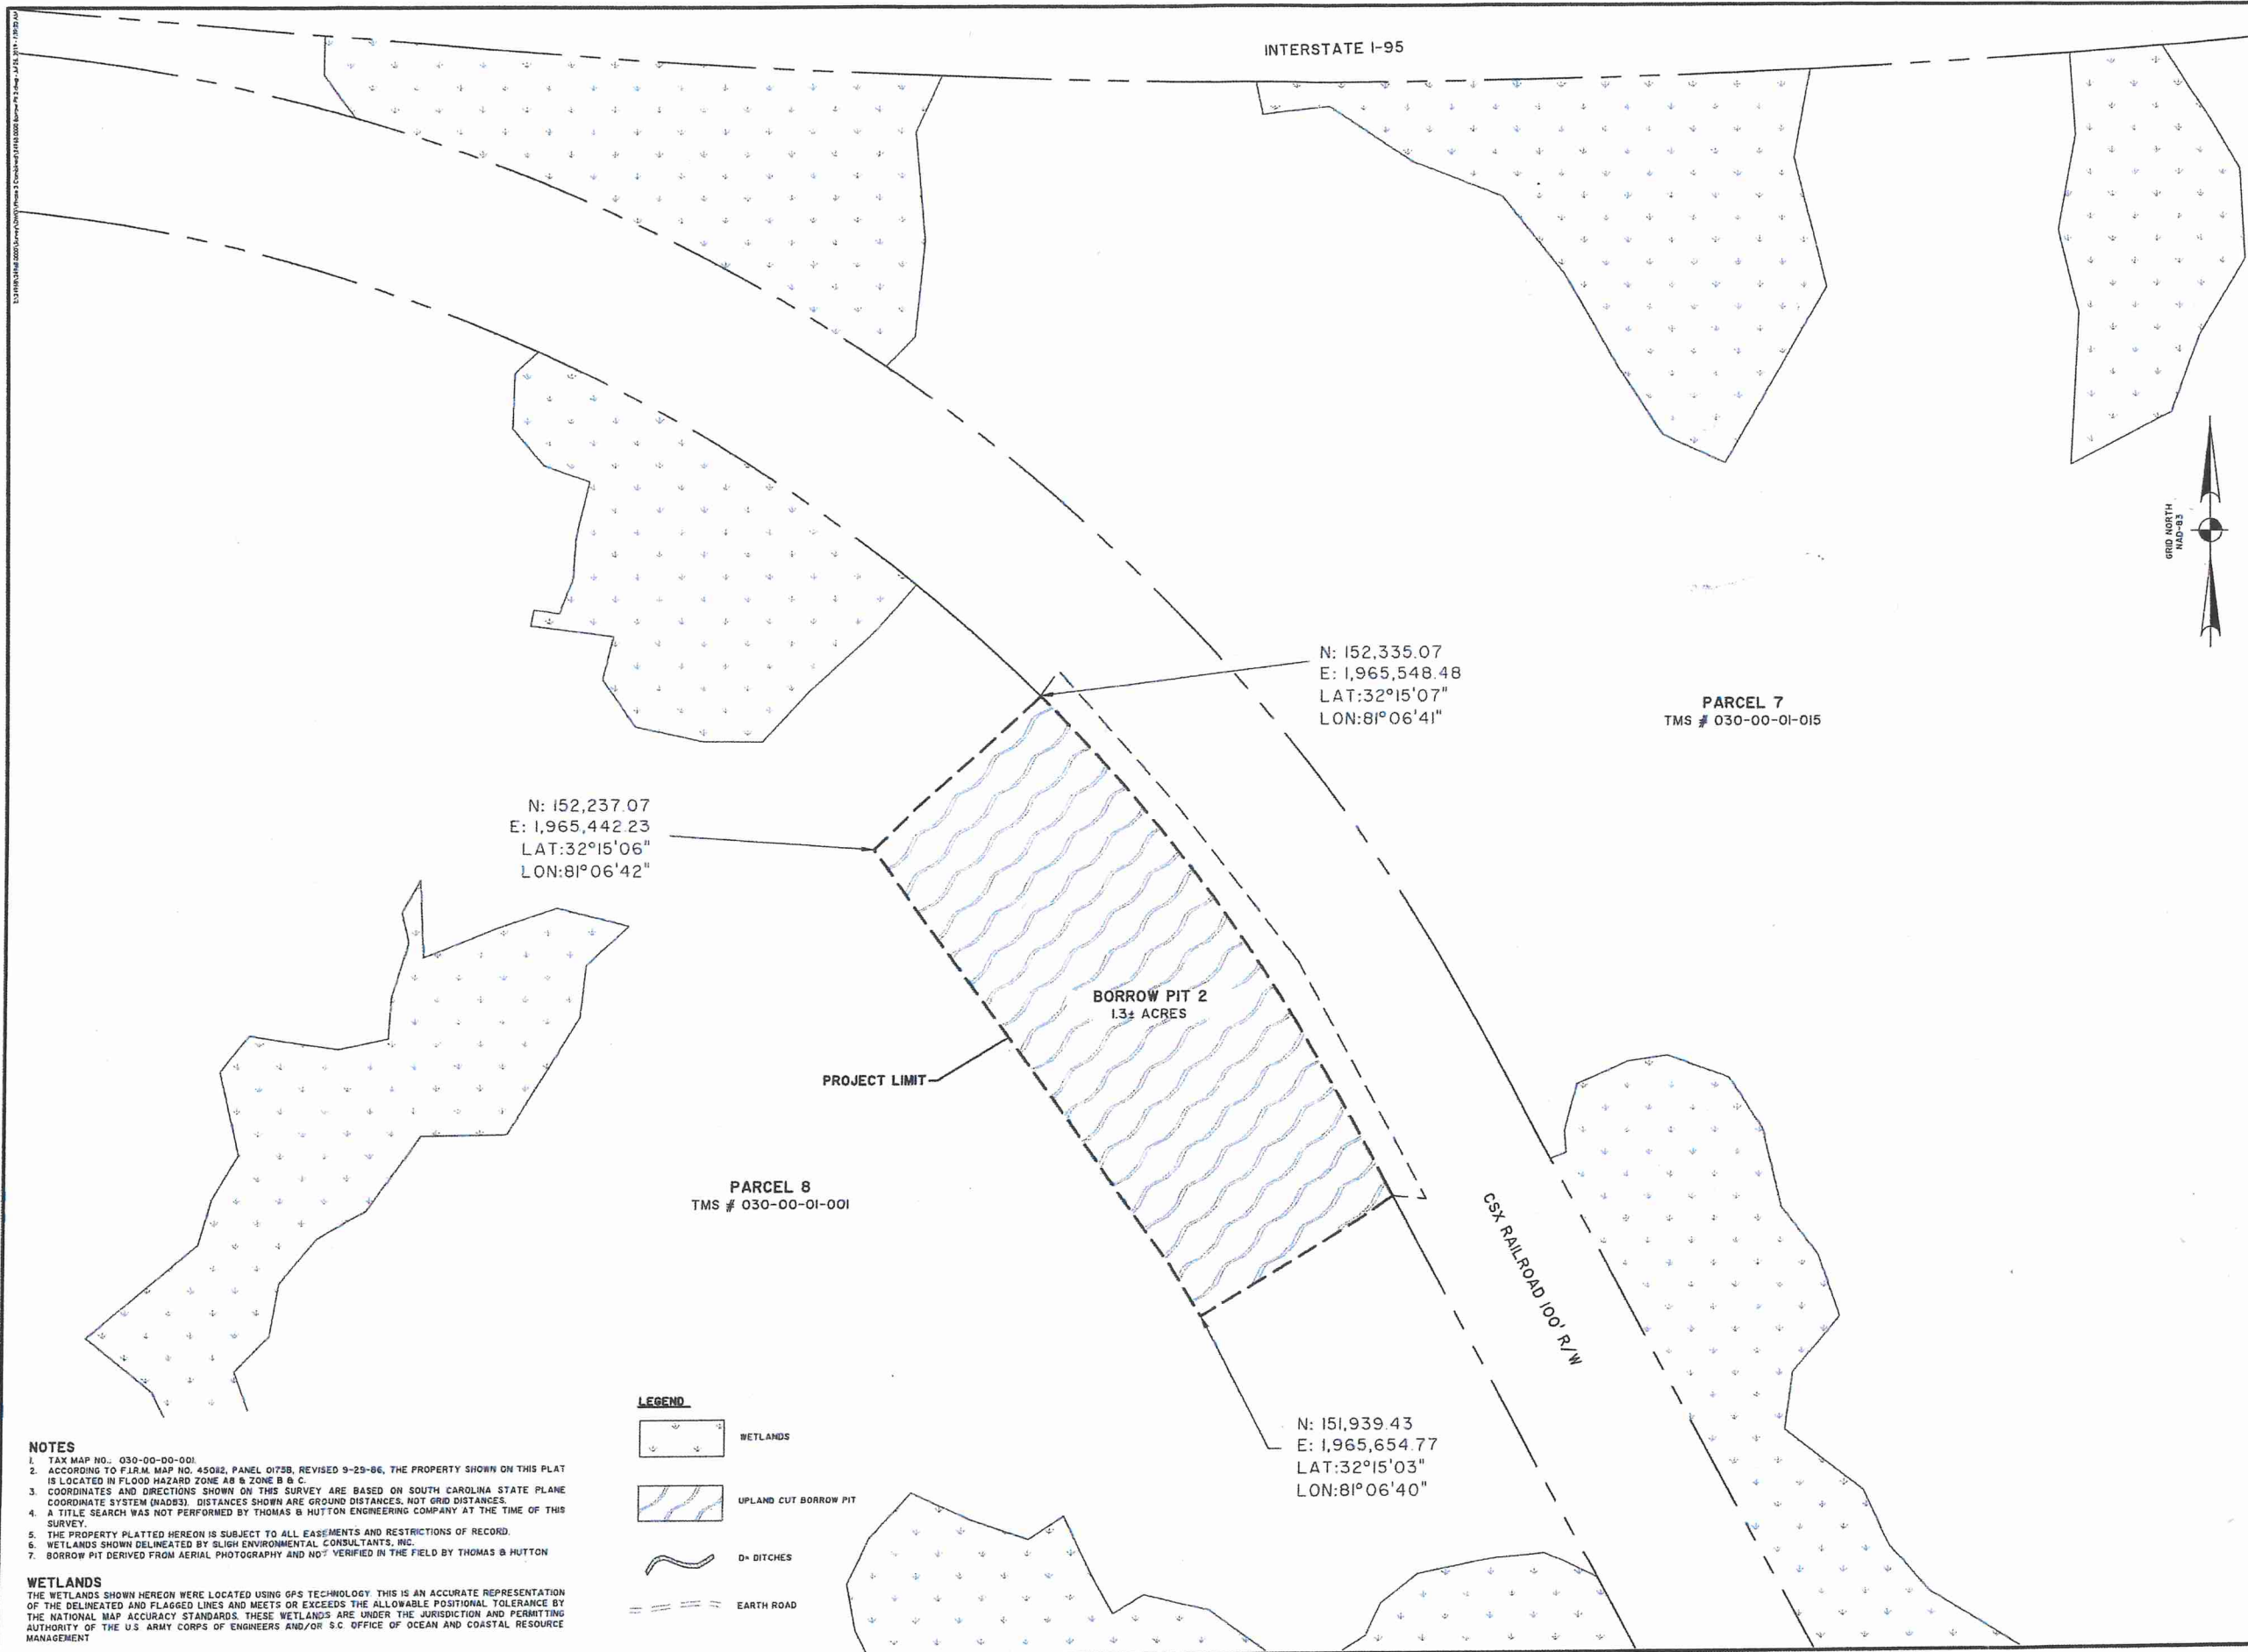 INTERSTATE I-95
GRID NORTH
NAD-83
N: 152,335.07
E: 1,965,548.48
LAT:32°15'07"
LON:81°06'41"
PARCEL 7
TMS # 030-00-01-015
N: 152,237.07
E: 1,965,442.23
LAT:32°15'06"
LON:81°06'42"
BORROW PIT 2
1.3± ACRES
PROJECT LIMIT
PARCEL 8
TMS # 030-00-01-001
CSX RAILROAD 100' R/W
N: 151,939.43
E: 1,965,654.77
LAT:32°15'03"
LON:81°06'40"
LEGEND
WETLANDS
UPLAND CUT BORROW PIT
D= DITCHES
EARTH ROAD
NOTES
1. TAX MAP NO.. 030-00-00-001.
2. ACCORDING TO F.I.R.M. MAP NO. 450112, PANEL 0175B, REVISED 9-29-86, THE PROPERTY SHOWN ON THIS PLAT
IS LOCATED IN FLOOD HAZARD ZONE A8 & ZONE B & C.
3. COORDINATES AND DIRECTIONS SHOWN ON THIS SURVEY ARE BASED ON SOUTH CAROLINA STATE PLANE
COORDINATE SYSTEM (NAD83). DISTANCES SHOWN ARE GROUND DISTANCES, NOT GRID DISTANCES.
4. A TITLE SEARCH WAS NOT PERFORMED BY THOMAS & HUTTON ENGINEERING COMPANY AT THE TIME OF THIS
SURVEY.
5. THE PROPERTY PLATTED HEREON IS SUBJECT TO ALL EASEMENTS AND RESTRICTIONS OF RECORD.
6. WETLANDS SHOWN DELINEATED BY SLIGH ENVIRONMENTAL CONSULTANTS, INC.
7. BORROW PIT DERIVED FROM AERIAL PHOTOGRAPHY AND NOT VERIFIED IN THE FIELD BY THOMAS & HUTTON
WETLANDS
THE WETLANDS SHOWN HEREON WERE LOCATED USING GPS TECHNOLOGY. THIS IS AN ACCURATE REPRESENTATION
OF THE DELINEATED AND FLAGGED LINES AND MEETS OR EXCEEDS THE ALLOWABLE POSITIONAL TOLERANCE BY
THE NATIONAL MAP ACCURACY STANDARDS. THESE WETLANDS ARE UNDER THE JURISDICTION AND PERMITTING
AUTHORITY OF THE U.S ARMY CORPS OF ENGINEERS AND/OR S.C. OFFICE OF OCEAN AND COASTAL RESOURCE
MANAGEMENT